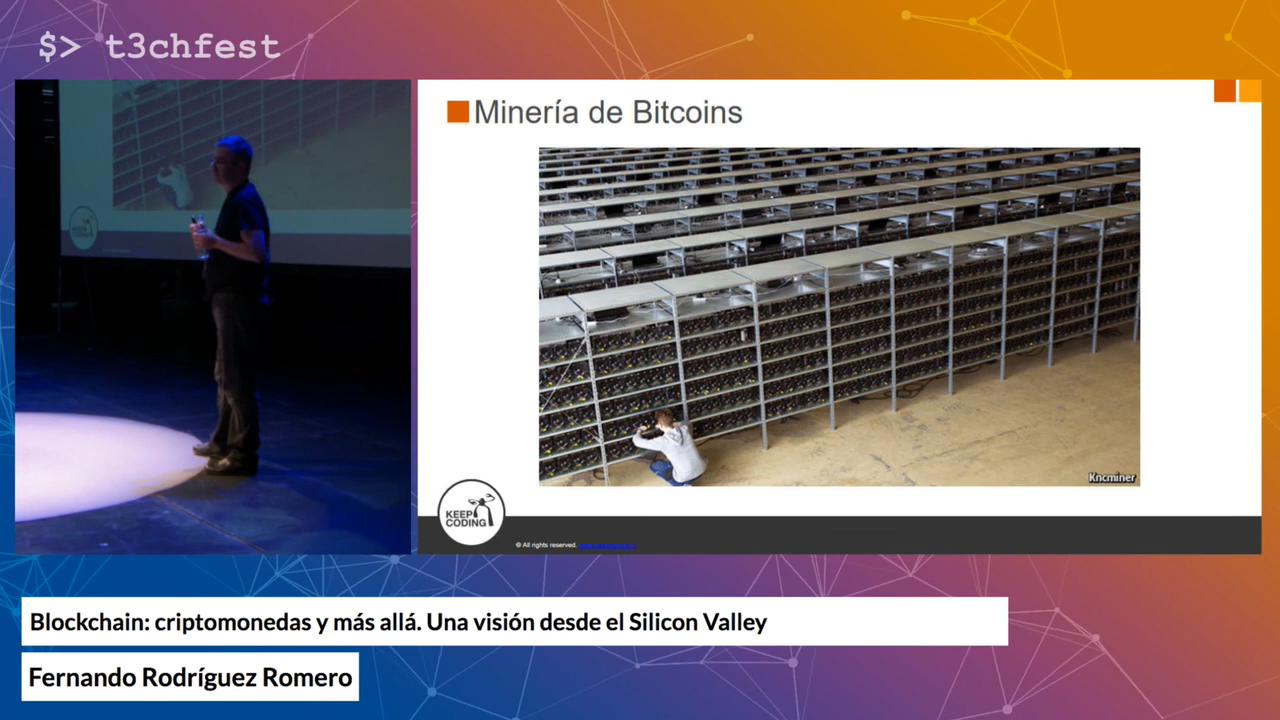 $> t3chfest
Minería de Bitcoins
Kncminer
KEEP
CODING
© All rights reserved.
Blockchain: criptomonedas y más allá. Una visión desde el Silicon Valley
Fernando Rodríguez Romero